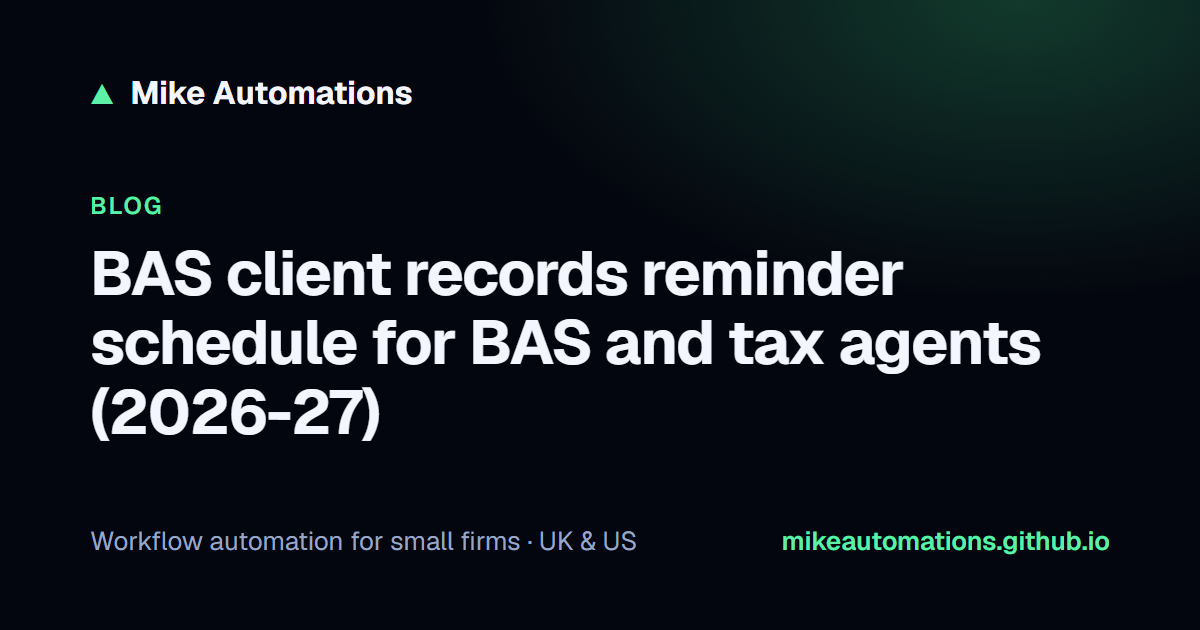 Mike Automations
BLOG
BAS client records reminder
schedule for BAS and tax agents
(2026-27)
Workflow automation for small firms · UK & US
mikeautomations.github.io